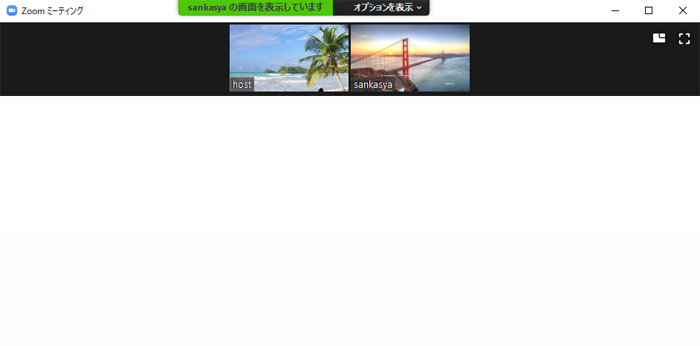 Zoom ミーティング
sankasya の画面を表示しています
オプションを表示
host
sankasya